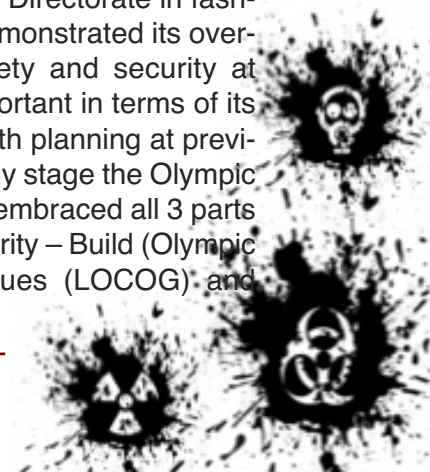 Directorate in fash-
monstrated its over-
ety and security at
ortant in terms of its
th planning at previ-
y stage the Olympic
embraced all 3 parts
rity – Build (Olympic
ues (LOCOG) and